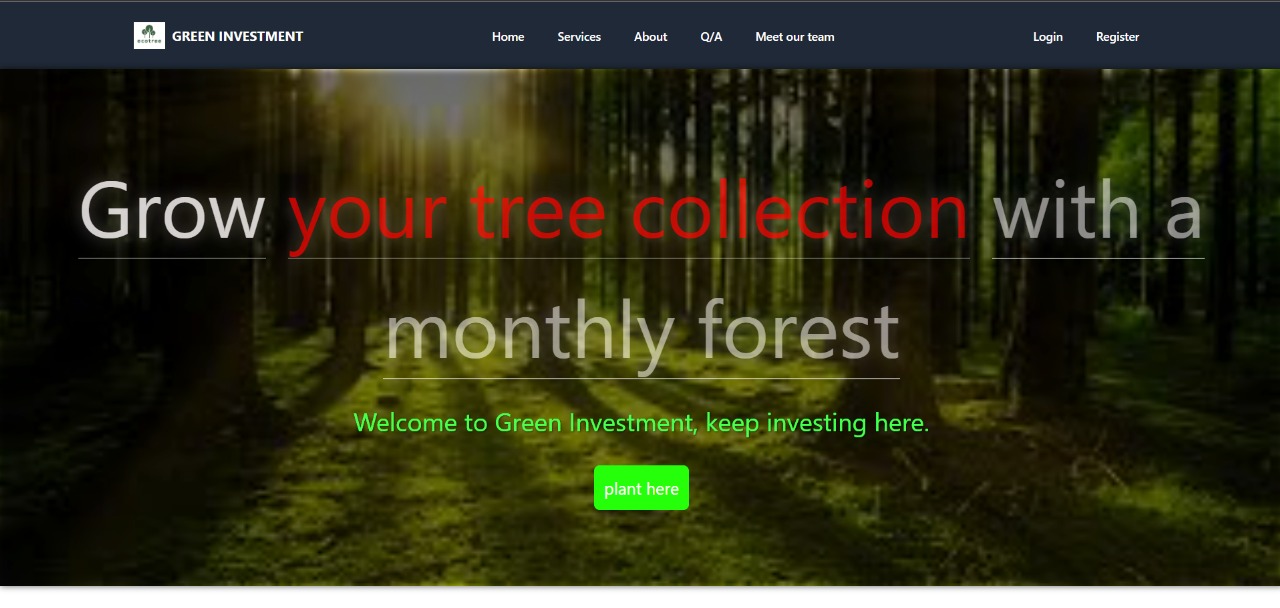 ecotree
GREEN INVESTMENT
Home
Services
About
Q/A
Meet our team
Login
Register
Grow your tree collection with a
monthly forest
Welcome to Green Investment, keep investing here.
plant here